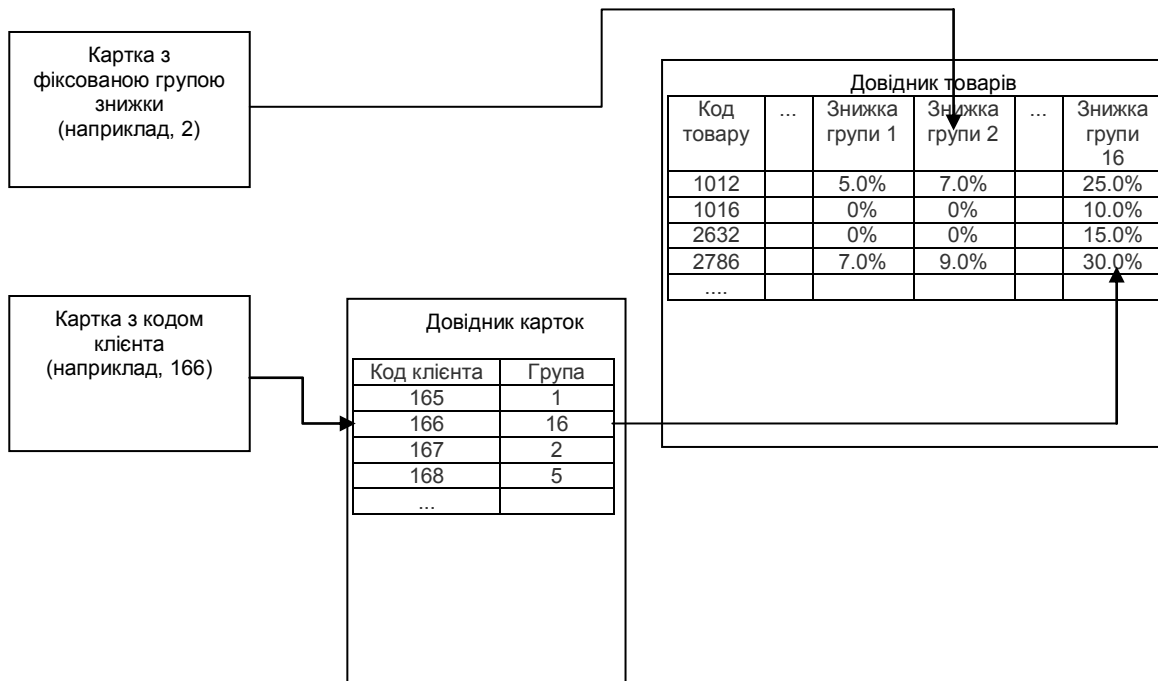 Картка з
фіксованою групою
знижки
(наприклад, 2)
Довідник товарів
Код товару ... Знижка групи 1 Знижка групи 2 ... Знижка групи 16
1012 5.0% 7.0% 25.0%
1016 0% 0% 10.0%
2632 0% 0% 15.0%
2786 7.0% 9.0% 30.0%
....
Картка з кодом
клієнта
(наприклад, 166)
Довідник карток
Код клієнта Група
165 1
166 16
167 2
168 5
...